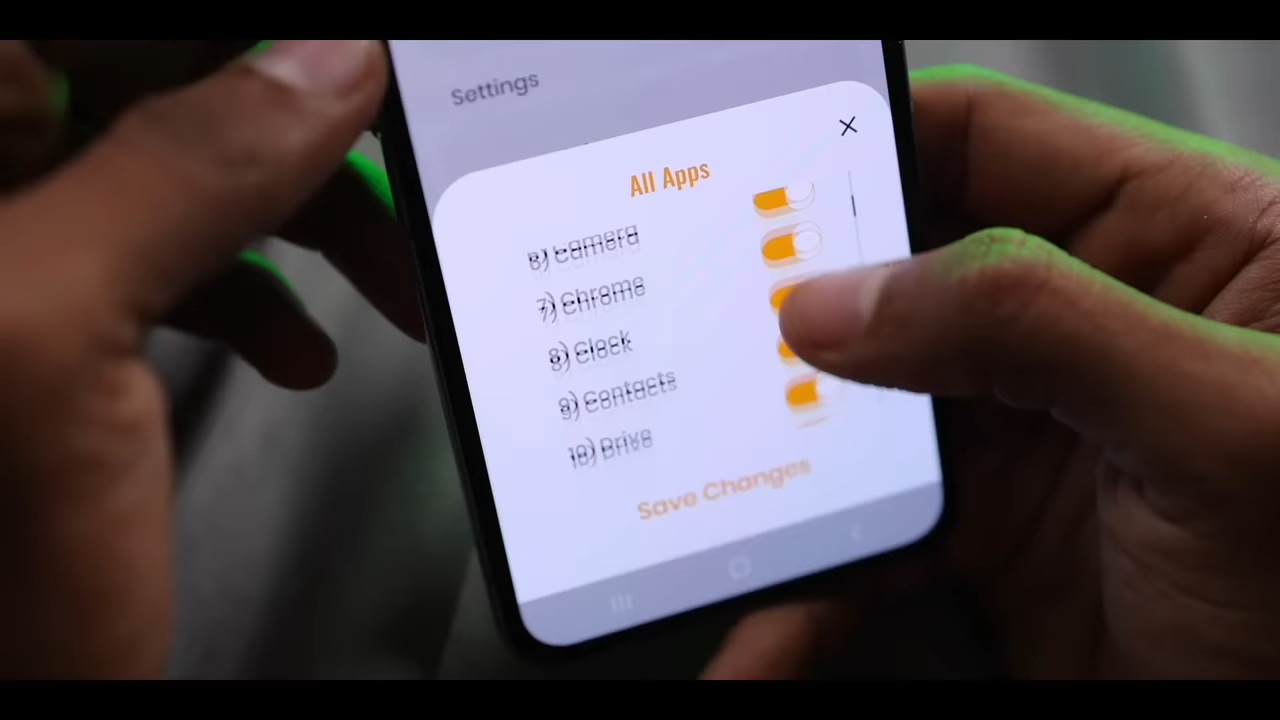 Settings
All Apps
6) Camera
7) Chrome
8) Clock
9) Contacts
10) Drive
Save Changes